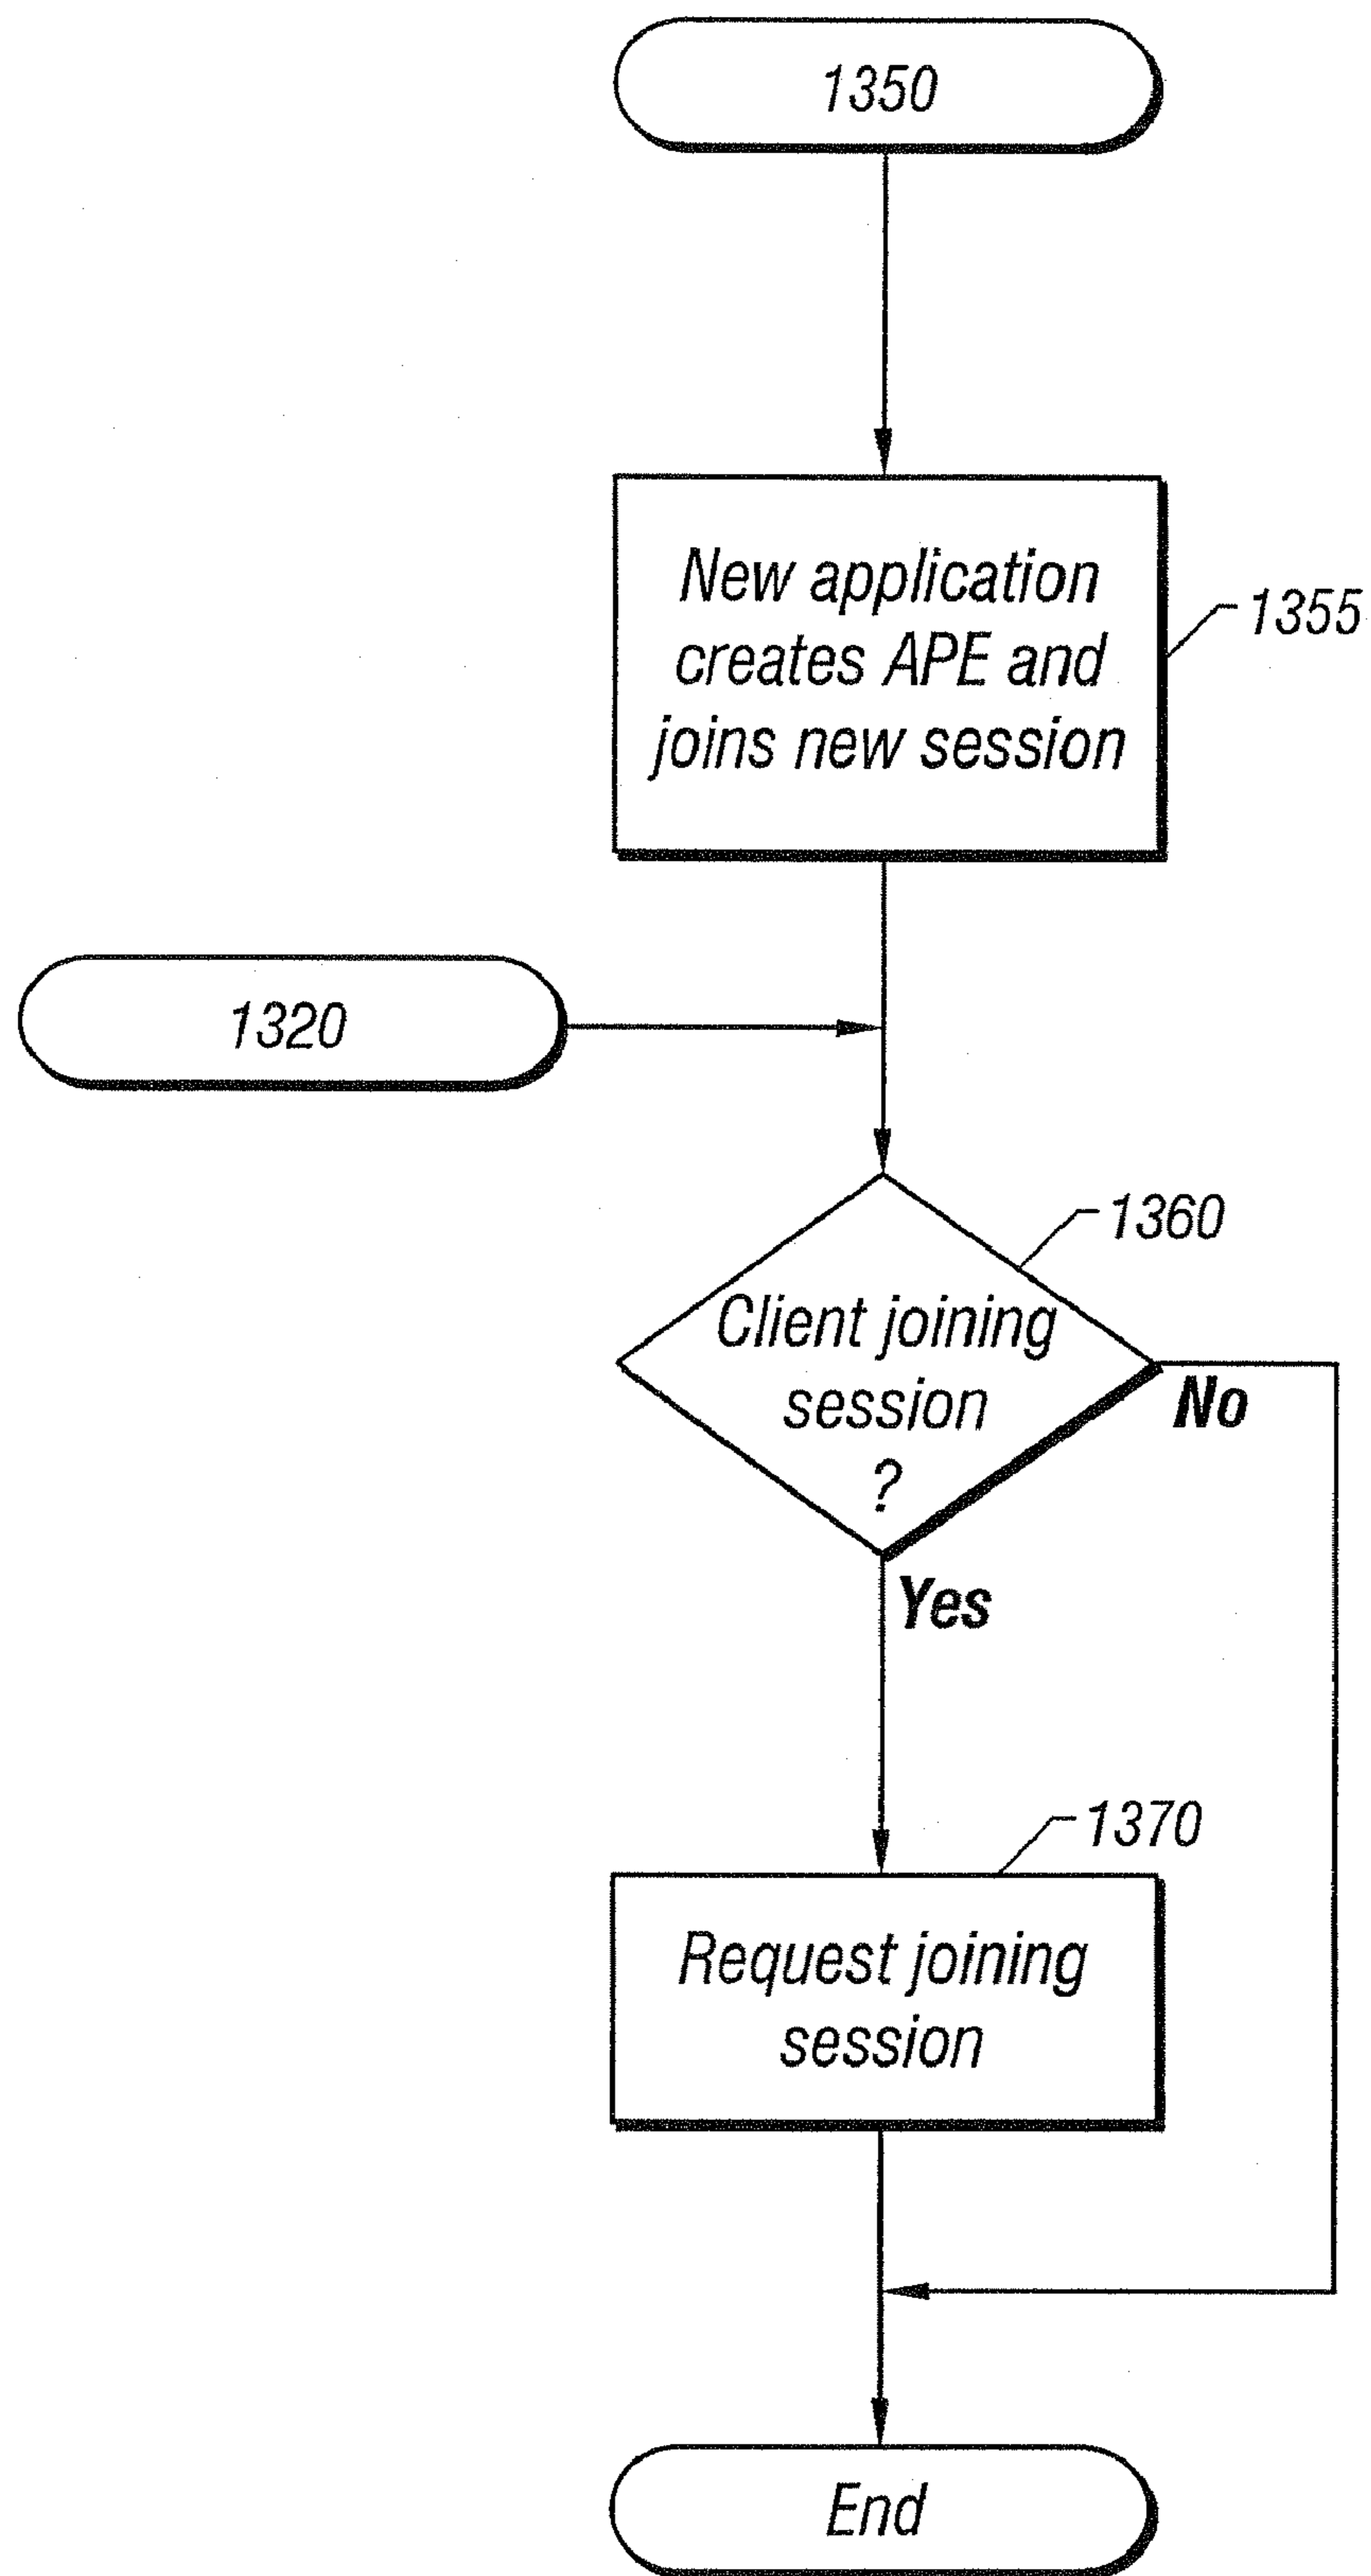 1350
New application
creates APE and
joins new session
1355
1320
1360
Client joining
session
?
No
Yes
1370
Request joining
session
End